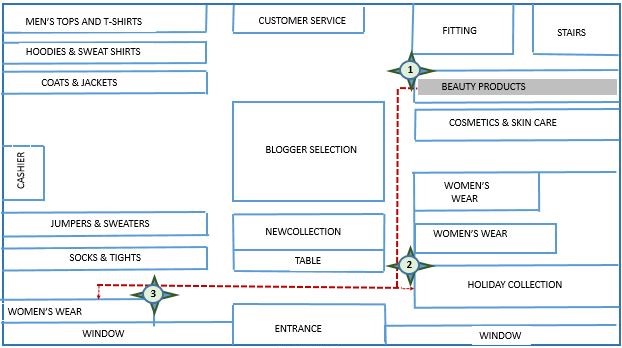 MEN'S TOPS AND T-SHIRTS
CUSTOMER SERVICE
FITTING
STAIRS
HOODIES & SWEAT SHIRTS
1
COATS & JACKETS
BEAUTY PRODUCTS
COSMETICS & SKIN CARE
BLOGGER SELECTION
CASHIER
WOMEN'S
WEAR
JUMPERS & SWEATERS
NEWCOLLECTION
WOMEN'S WEAR
SOCKS & TIGHTS
TABLE
2
HOLIDAY COLLECTION
3
WOMEN'S WEAR
WINDOW
ENTRANCE
WINDOW